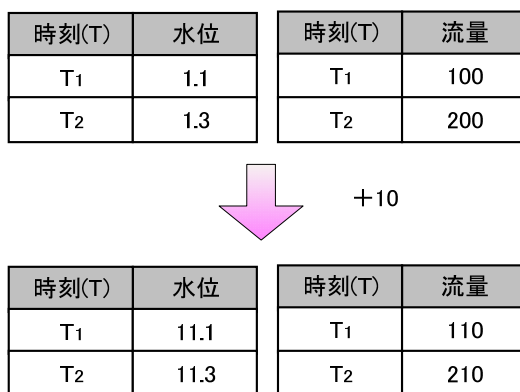 時刻(T) 水位
T1 1.1
T2 1.3
時刻(T) 流量
T1 100
T2 200
+10
時刻(T) 水位
T1 11.1
T2 11.3
時刻(T) 流量
T1 110
T2 210